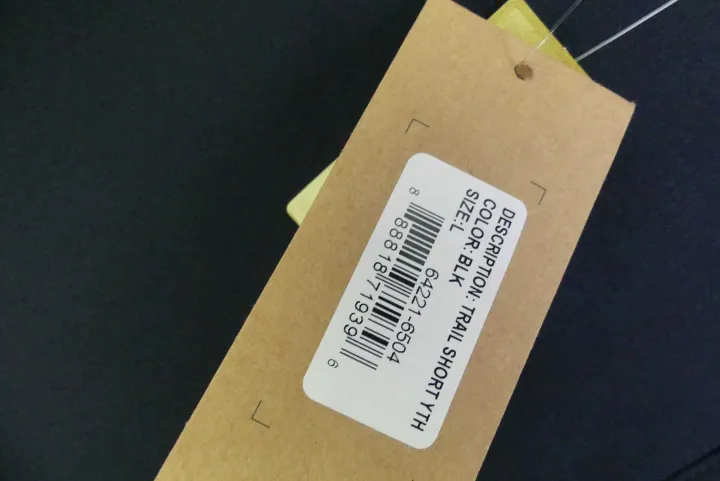 DESCRIPTION: TRAIL SHORT YTH
COLOR: BLK
SIZE:L
64221-6504
8 88818 71939 6